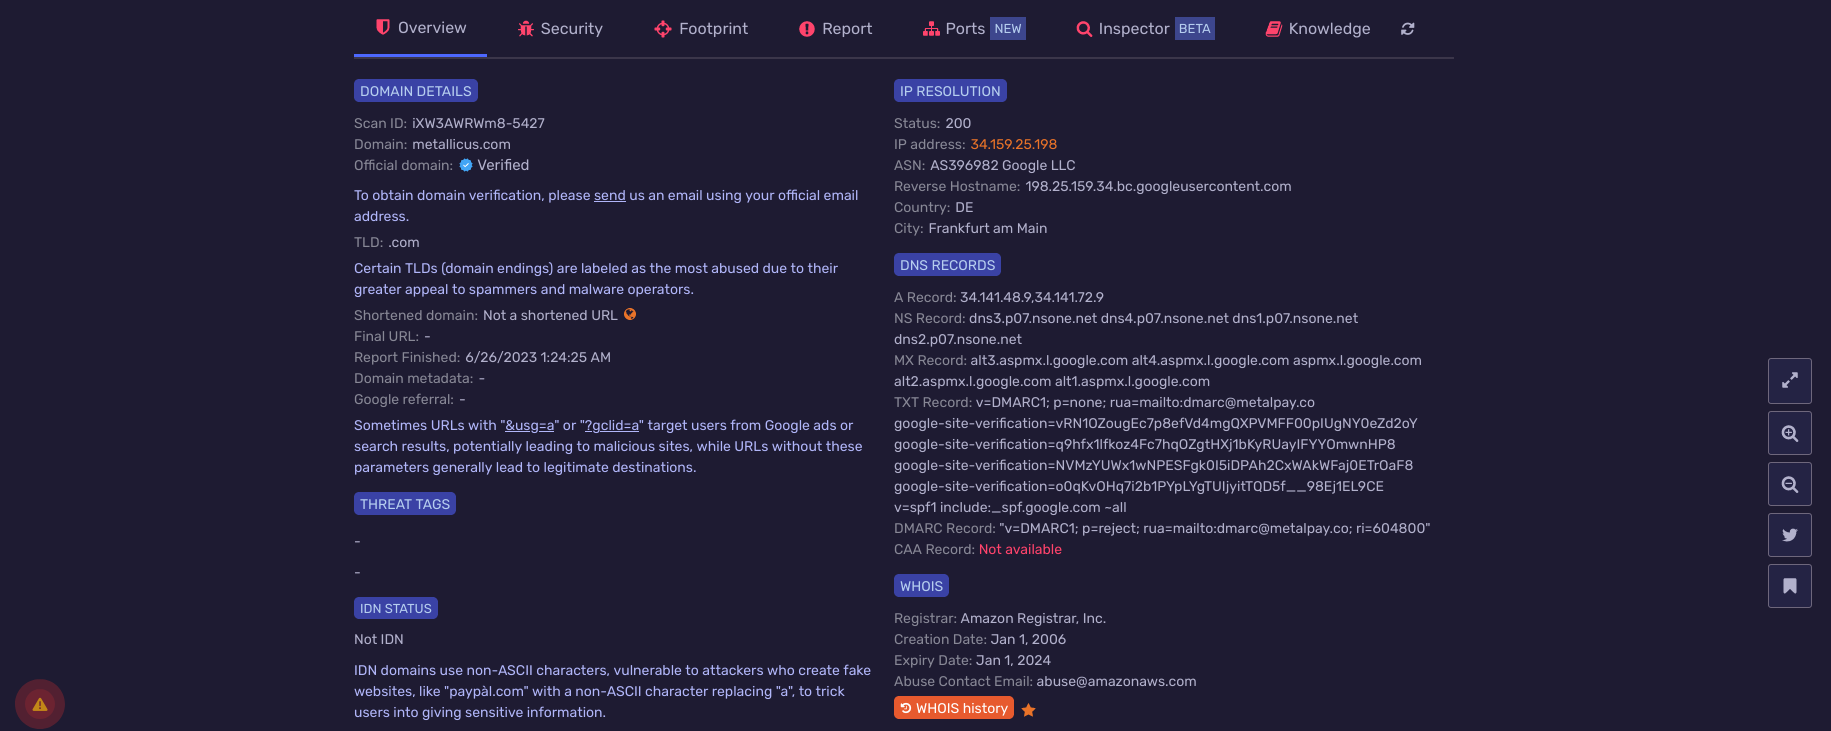 Overview Security Footprint Report Ports NEW Inspector BETA Knowledge
DOMAIN DETAILS
Scan ID: iXW3AWRWm8-5427
Domain: metallicus.com
Official domain: Verified
To obtain domain verification, please send us an email using your official email
address.
TLD: .com
Certain TLDs (domain endings) are labeled as the most abused due to their
greater appeal to spammers and malware operators.
Shortened domain: Not a shortened URL
Final URL: -
Report Finished: 6/26/2023 1:24:25 AM
Domain metadata: -
Google referral: -
Sometimes URLs with "&usg=a" or "?gclid=a" target users from Google ads or
search results, potentially leading to malicious sites, while URLs without these
parameters generally lead to legitimate destinations.
THREAT TAGS
-
-
IDN STATUS
Not IDN
IDN domains use non-ASCII characters, vulnerable to attackers who create fake
websites, like "paypàl.com" with a non-ASCII character replacing "a", to trick
users into giving sensitive information.
IP RESOLUTION
Status: 200
IP address: 34.159.25.198
ASN: AS396982 Google LLC
Reverse Hostname: 198.25.159.34.bc.googleusercontent.com
Country: DE
City: Frankfurt am Main
DNS RECORDS
A Record: 34.141.48.9,34.141.72.9
NS Record: dns3.p07.nsone.net dns4.p07.nsone.net dns1.p07.nsone.net
dns2.p07.nsone.net
MX Record: alt3.aspmx.l.google.com alt4.aspmx.l.google.com aspmx.l.google.com
alt2.aspmx.l.google.com alt1.aspmx.l.google.com
TXT Record: v=DMARC1; p=none; rua=mailto:dmarc@metalpay.co
google-site-verification=vRN10ZougEc7p8efVd4mgQXPVMFF00pIUgNY0eZd2oY
google-site-verification=q9hfx1lfkoz4Fc7hqOZgtHXj1bKyRUayIFYYOmwnHP8
google-site-verification=NVMzYUWx1wNPESFgk0I5iDPAh2CxWAkWFaj0ETrOaF8
google-site-verification=o0qKvOHq7i2b1PYpLYgTUIjyitTQD5f__98Ej1EL9CE
v=spf1 include:_spf.google.com ~all
DMARC Record: "v=DMARC1; p=reject; rua=mailto:dmarc@metalpay.co; ri=604800"
CAA Record: Not available
WHOIS
Registrar: Amazon Registrar, Inc.
Creation Date: Jan 1, 2006
Expiry Date: Jan 1, 2024
Abuse Contact Email: abuse@amazonaws.com
WHOIS history